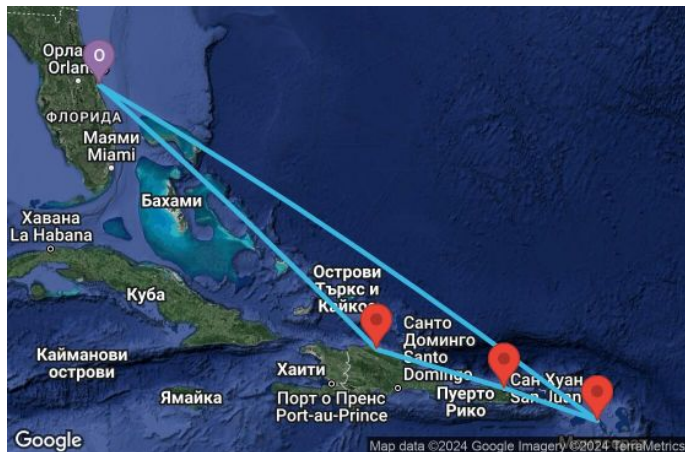 Орла
Orlan
O
ФЛОРИДА
Маями
Miami
Бахами
Хавана
La Habana
Куба
Острови
Търкс и
Кайкос
Санто
Доминго
Santo
Domingo
Кайманови
острови
Хаити
Ямайка
Порт о Пренс
Port-au-Prince
Пуерто
Рико
Сан Хуан
San Juan
Google
Map data ©2024 Google Imagery ©2024 TerraMetrics